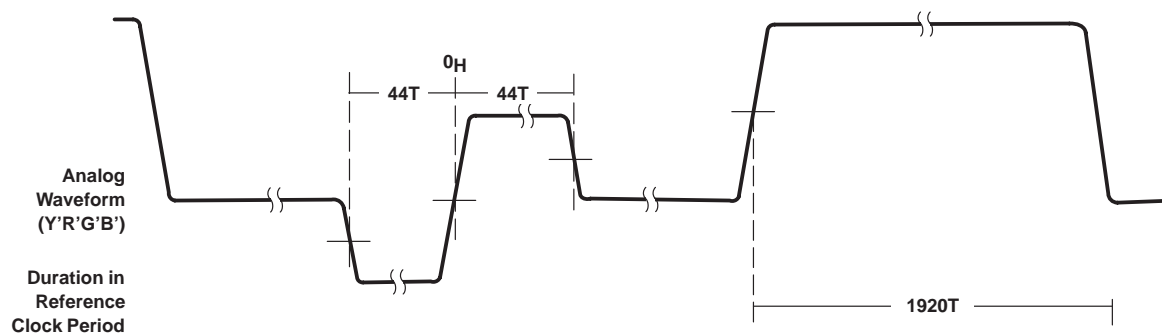 0H
44T
44T
Analog
Waveform
(Y'R'G'B')
Duration in
Reference
Clock Period
1920T